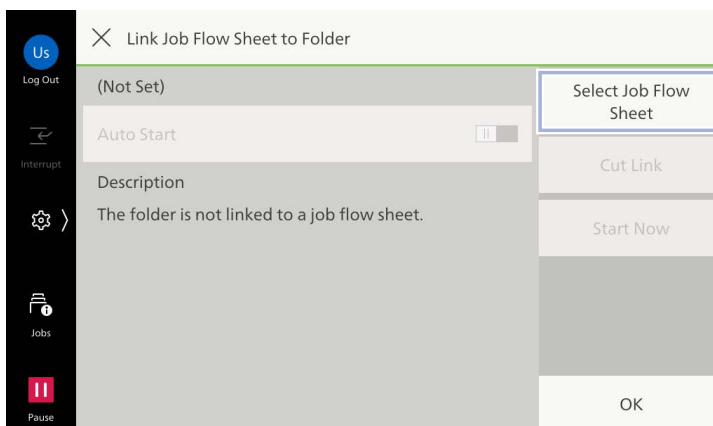 Us
Log Out
Interrupt
Jobs
Pause
Link Job Flow Sheet to Folder
(Not Set)
Auto Start
Description
The folder is not linked to a job flow sheet.
Select Job Flow
Sheet
Cut Link
Start Now
OK